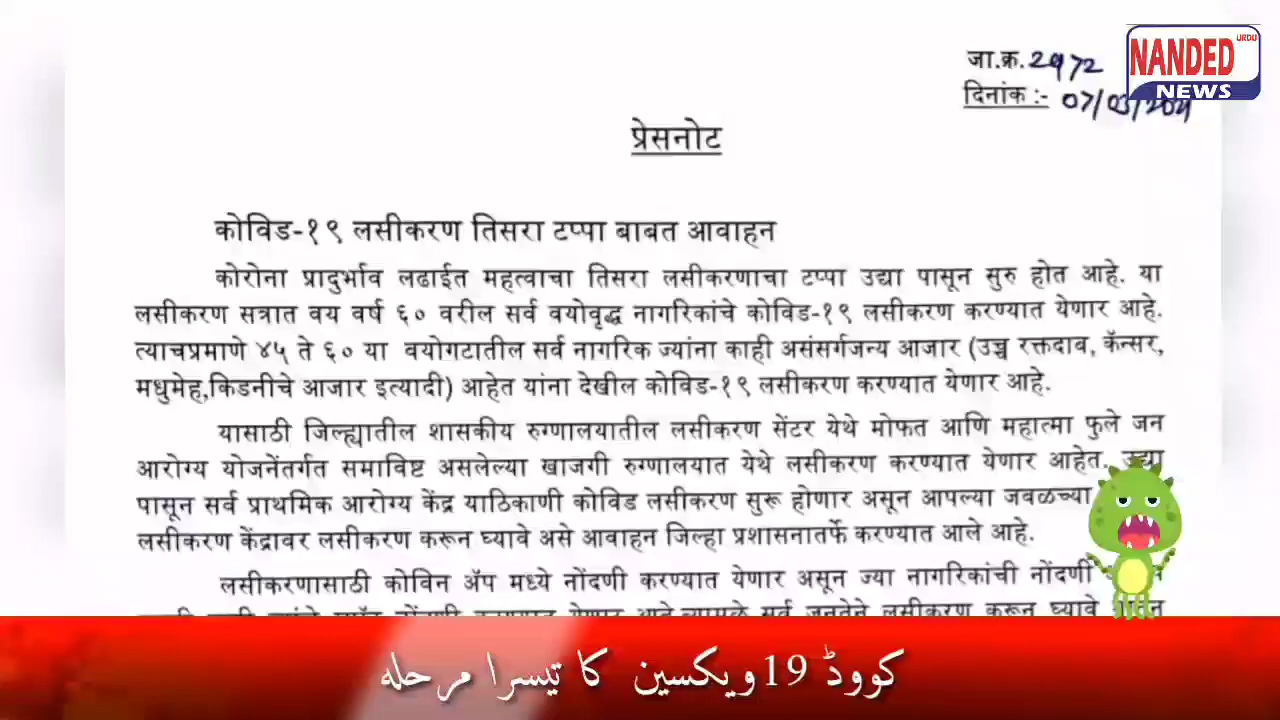 NANDED URDU
NEWS
जा.क्र. 2972
दिनांक :- 07/03/2021
प्रेसनोट
कोविड-१९ लसीकरण तिसरा टप्पा बाबत आवाहन
कोरोना प्रादुर्भाव लढाईत महत्वाचा तिसरा लसीकरणाचा टप्पा उद्या पासून सुरु होत आहे. या
लसीकरण सत्रात वय वर्ष ६० वरील सर्व वयोवृद्ध नागरिकांचे कोविड-१९ लसीकरण करण्यात येणार आहे.
त्याचप्रमाणे ४५ ते ६० या वयोगटातील सर्व नागरिक ज्यांना काही असंसर्गजन्य आजार (उच्च रक्तदाब, कॅन्सर,
मधुमेह,किडनीचे आजार इत्यादी) आहेत यांना देखील कोविड-१९ लसीकरण करण्यात येणार आहे.
यासाठी जिल्ह्यातील शासकीय रुग्णालयातील लसीकरण सेंटर येथे मोफत आणि महात्मा फुले जन
आरोग्य योजनेंतर्गत समाविष्ट असलेल्या खाजगी रुग्णालयात येथे लसीकरण करण्यात येणार आहेत. उद्या
पासून सर्व प्राथमिक आरोग्य केंद्र याठिकाणी कोविड लसीकरण सुरू होणार असून आपल्या जवळच्या
लसीकरण केंद्रावर लसीकरण करून घ्यावे असे आवाहन जिल्हा प्रशासनातर्फे करण्यात आले आहे.
लसीकरणासाठी कोविन ॲप मध्ये नोंदणी करण्यात येणार असून ज्या नागरिकांची नोंदणी
کووڈ 19ویکسین کا تیسرا مرحلہ